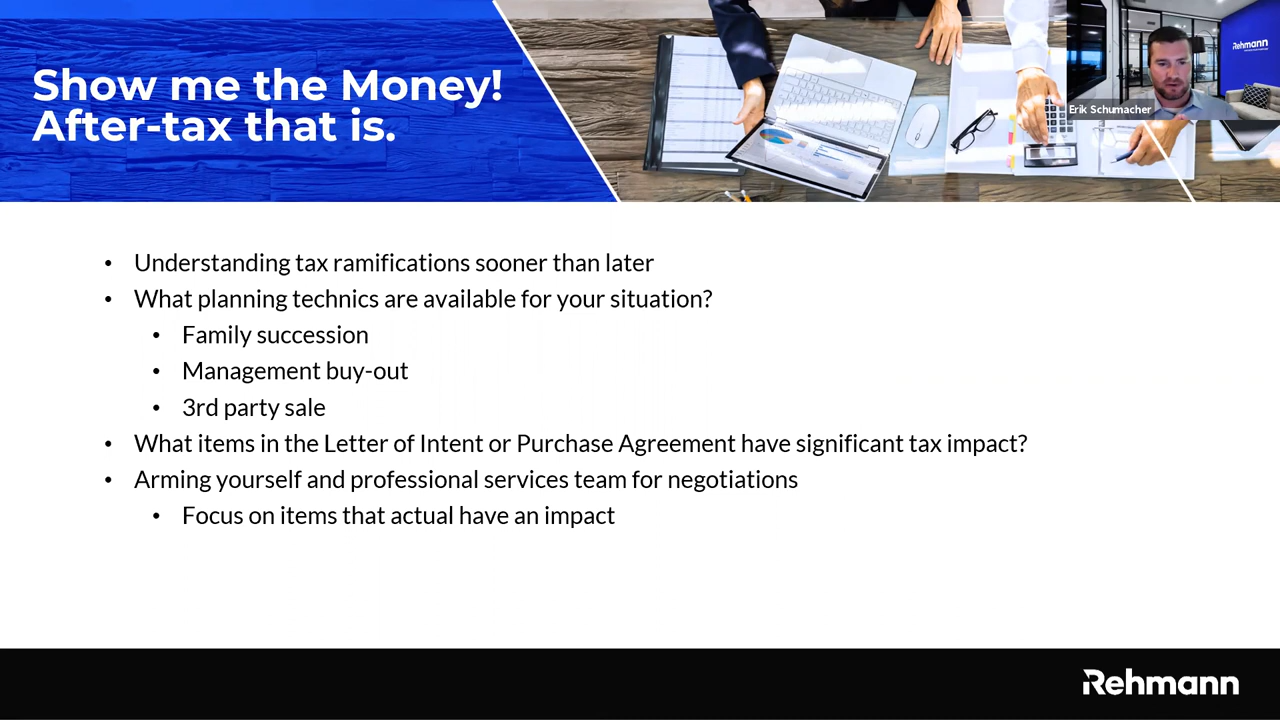 Show me the Money!
After-tax that is.
Rehmann
Erik Schumacher
• Understanding tax ramifications sooner than later
• What planning technics are available for your situation?
• Family succession
• Management buy-out
• 3rd party sale
• What items in the Letter of Intent or Purchase Agreement have significant tax impact?
• Arming yourself and professional services team for negotiations
• Focus on items that actual have an impact
Rehmann